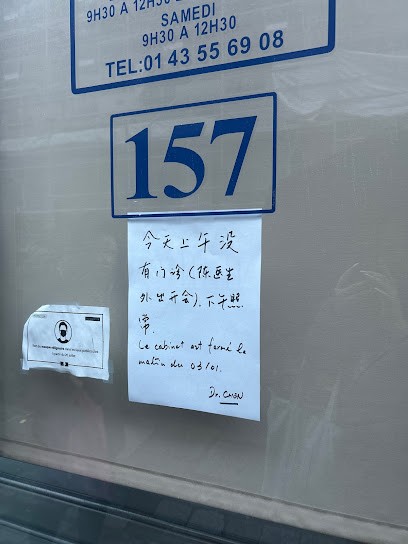 9H30 A 12H30
SAMEDI
9H30 A 12H30
TEL:01 43 55 69 08
157
今天上午没
有门诊(陈医生
外出开会).下午照
常.
Le cabinet est fermé le
matin du 03/01.
Dr. CHEN